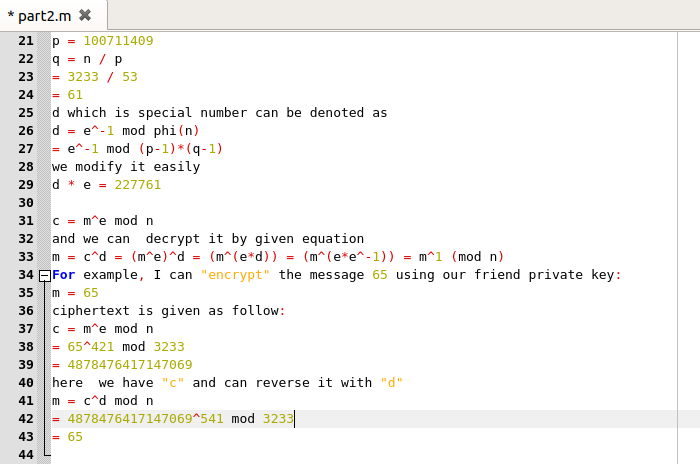 * part2.m ✖
21 p = 100711409
22 q = n / p
23 = 3233 / 53
24 = 61
25 d which is special number can be denoted as
26 d = e^-1 mod phi(n)
27 = e^-1 mod (p-1)*(q-1)
28 we modify it easily
29 d * e = 227761
30
31 c = m^e mod n
32 and we can  decrypt it by given equation
33 m = c^d = (m^e)^d = (m^(e*d)) = (m^(e*e^-1)) = m^1 (mod n)
34 For example, I can "encrypt" the message 65 using our friend private key:
35 m = 65
36 ciphertext is given as follow:
37 c = m^e mod n
38 = 65^421 mod 3233
39 = 4878476417147069
40 here  we have "c" and can reverse it with "d"
41 m = c^d mod n
42 = 4878476417147069^541 mod 3233
43 = 65
44